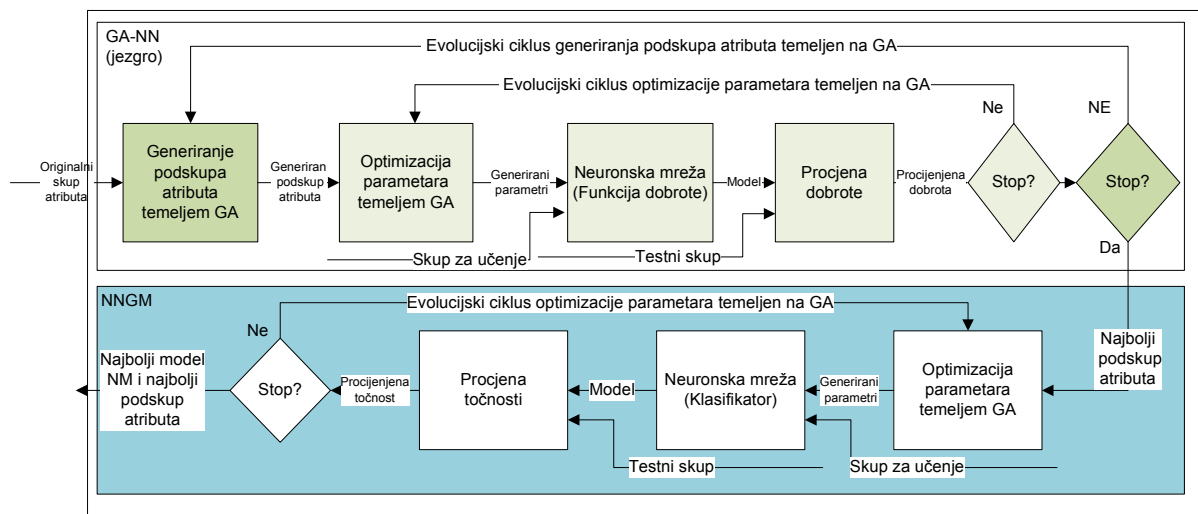 GA-NN
(jezgro)
Evolucijski ciklus generiranja podskupa atributa temeljen na GA
Evolucijski ciklus optimizacije parametara temeljen na GA
Ne
NE
Originalni
skup
atributa
Generiranje
podskupa
atributa
temeljem GA
Generiran
podskup
atributa
Optimizacija
parametara
temeljem GA
Generirani
parametri
Neuronska mreža
(Funkcija dobrote)
Model
Procjena
dobrote
Procijenjena
dobrota
Stop?
Stop?
Skup za učenje
Testni skup
Da
NNGM
Evolucijski ciklus optimizacije parametara temeljen na GA
Ne
Najbolji
podskup
atributa
Najbolji model
NM i najbolji
podskup
atributa
Stop?
Procijenjena
točnost
Procjena
točnosti
Model
Neuronska mreža
(Klasifikator)
Generirani
parametri
Optimizacija
parametara
temeljem GA
Testni skup
Skup za učenje